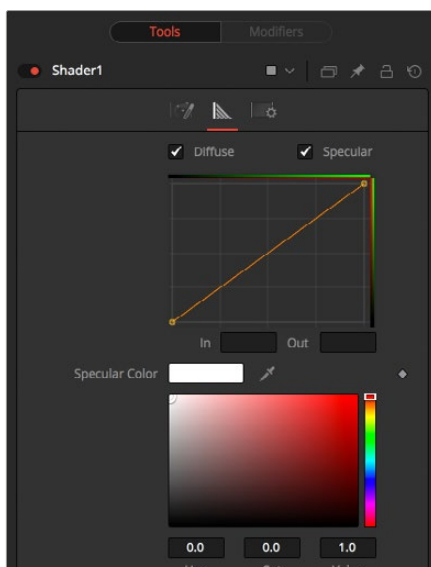 Tools Modifiers
Shader1
Diffuse Specular
In Out
Specular Color
0.0 0.0 1.0